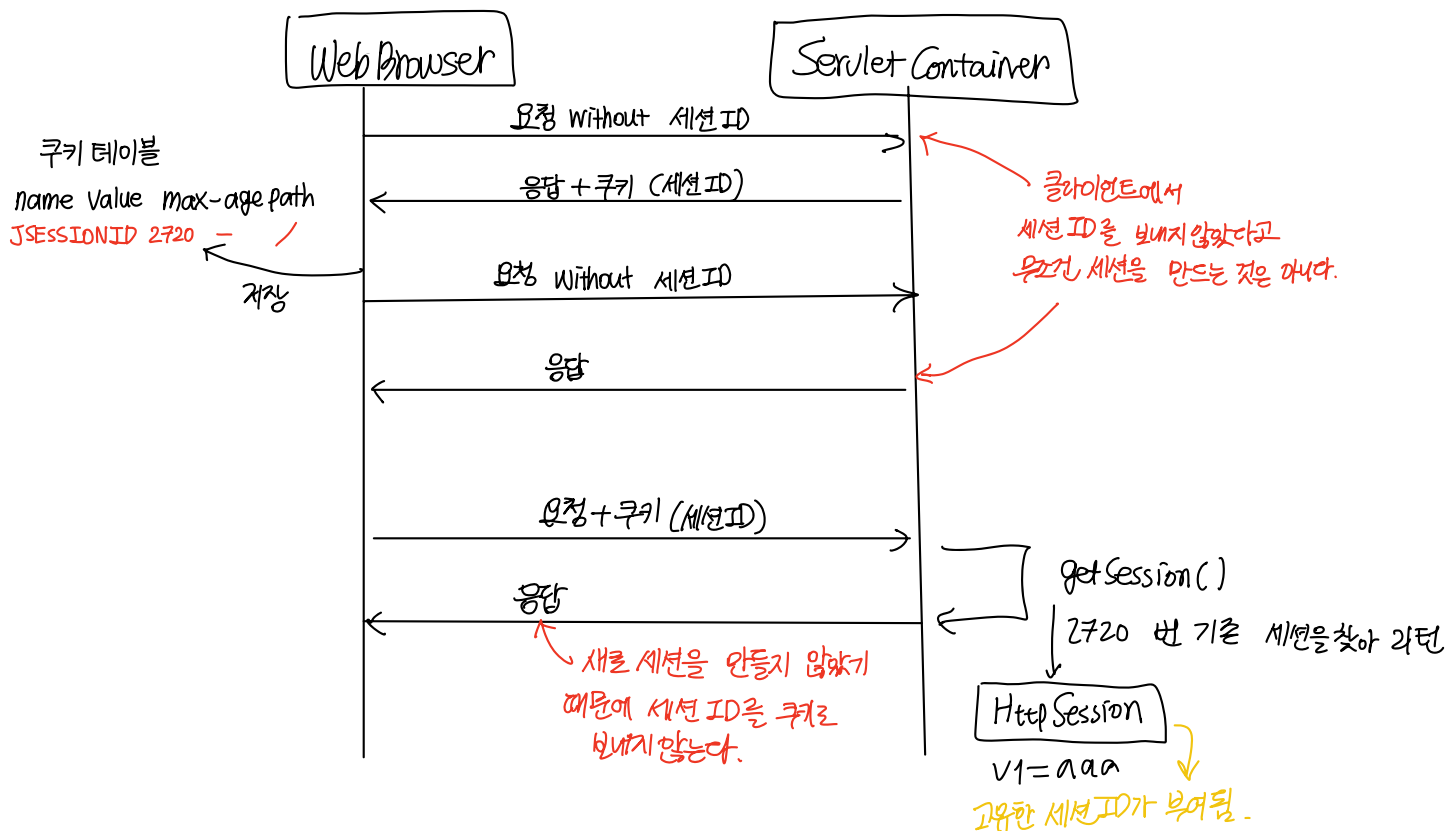 Web Browser
Servlet Container
요청 without 세션 ID
쿠키 테이블
name value max-age path
JSESSIONID 2720 - /
저장
응답 + 쿠키 (세션ID)
클라이언트에서
세션 ID를 보내지 않았다고
무조건 세션을 만드는 것은 아니다.
요청 without 세션 ID
응답
요청 + 쿠키 (세션ID)
getSession()
2720 번 기존 세션을 찾아 리턴
응답
새로 세션을 만들지 않았기
때문에 세션 ID를 쿠키로
보내지 않는다.
HttpSession
v1 = aaa
고유한 세션ID가 부여됨.